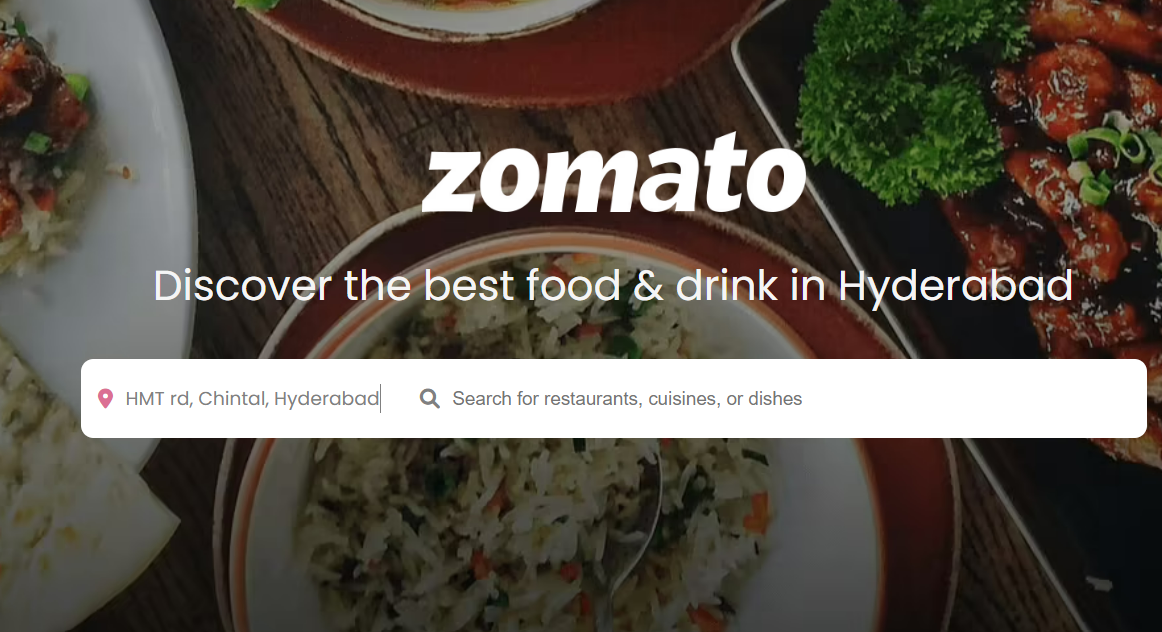 zomato
Discover the best food & drink in Hyderabad
HMT rd, Chintal, Hyderabad
Search for restaurants, cuisines, or dishes